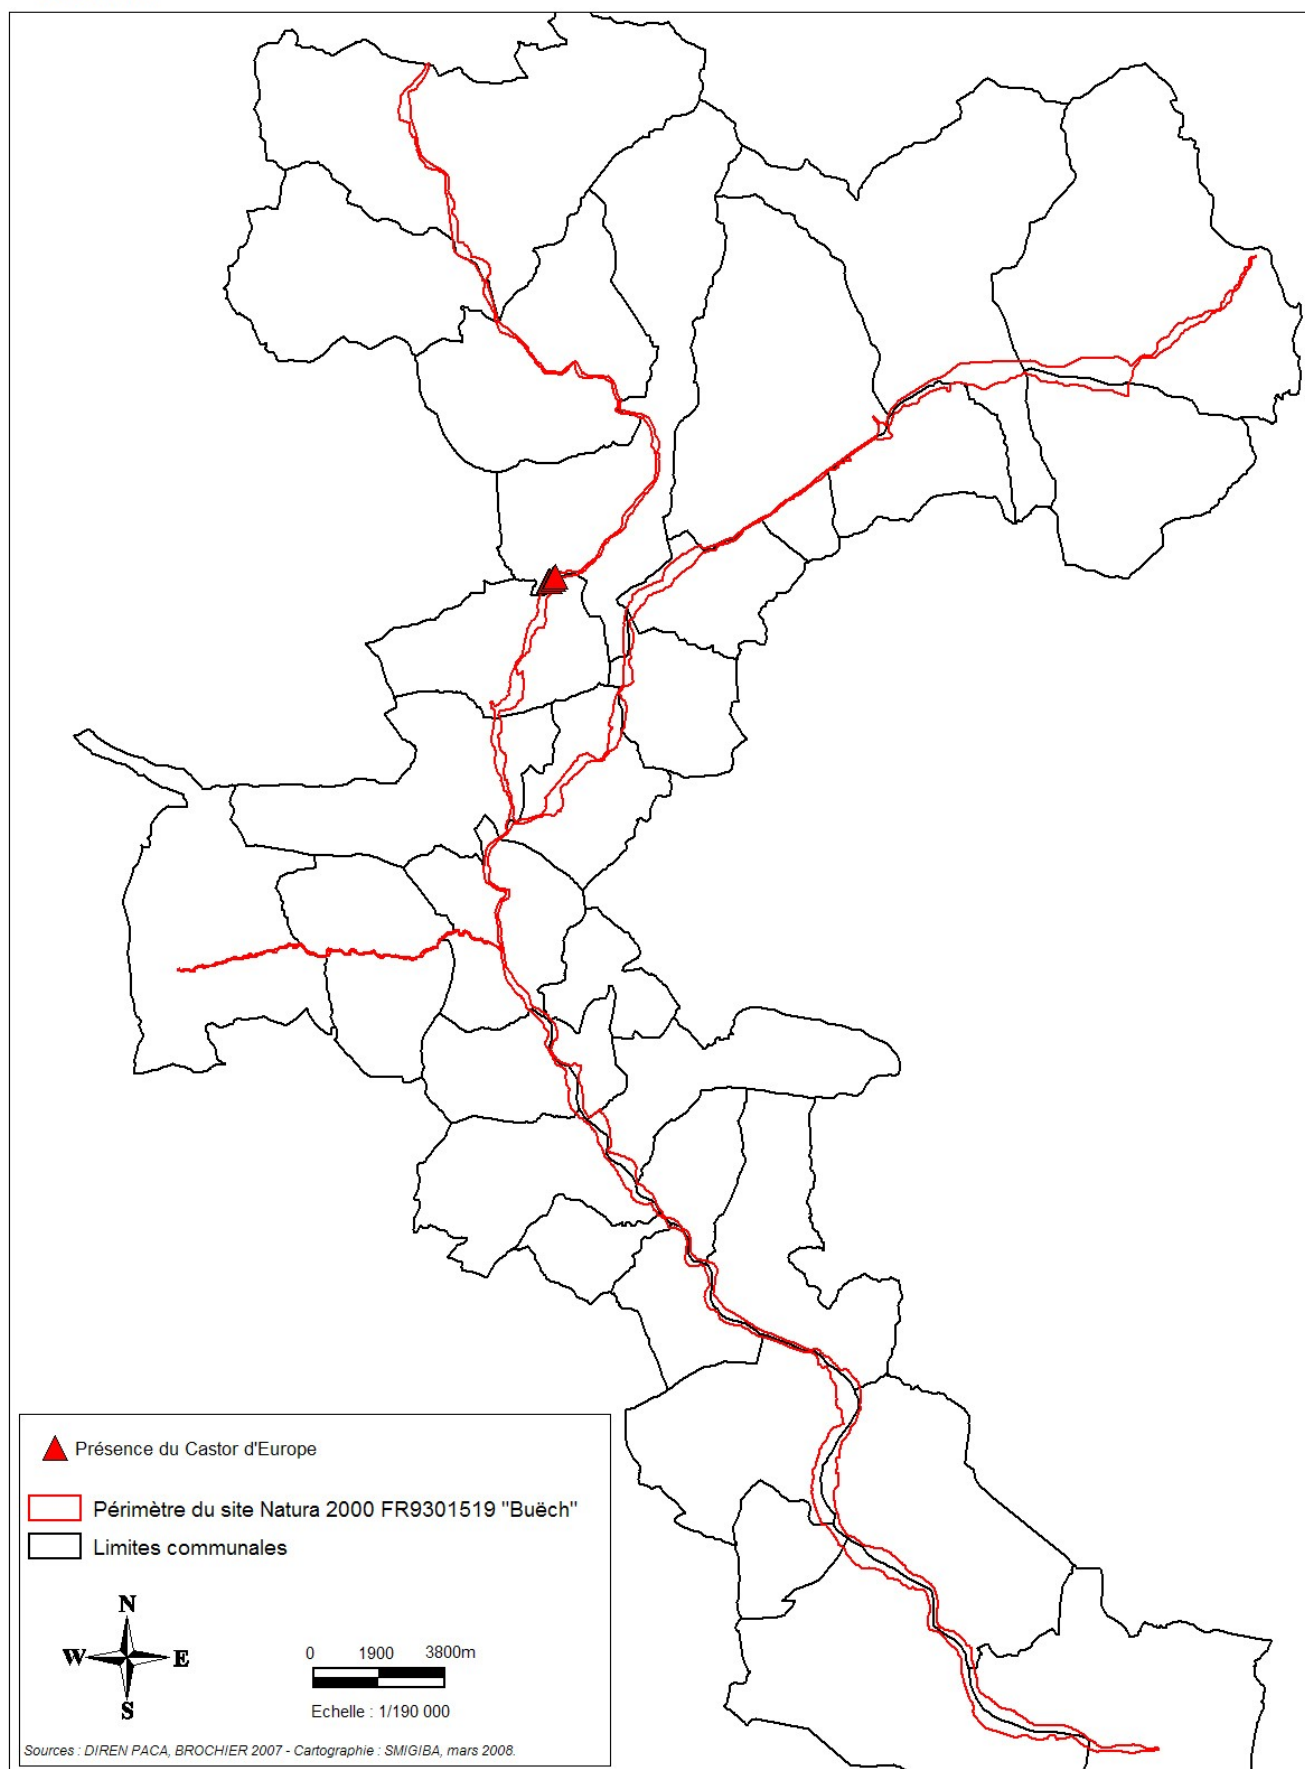 Présence du Castor d'Europe
Périmètre du site Natura 2000 FR9301519 "Buëch"
Limites communales
N
W E
S
0 1900 3800m
Echelle : 1/190 000
Sources : DIREN PACA, BROCHIER 2007 - Cartographie : SMIGIBA, mars 2008.